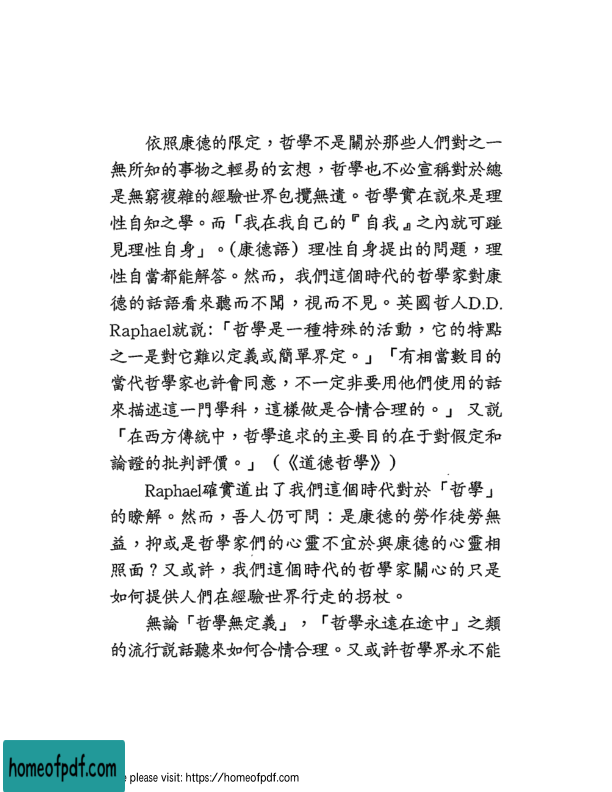 依照康德的限定，哲學不是關於那些人們對之一
無所知的事物之輕易的玄想，哲學也不必宣稱對於總
是無窮複雜的經驗世界包攬無遺。哲學實在說來是理
性自知之學。而「我在我自己的『自我』之內就可踫
見理性自身」。(康德語) 理性自身提出的問題，理
性自當都能解答。然而, 我們這個時代的哲學家對康
德的話語看來聽而不聞，視而不見。英國哲人D.D.
Raphael就説:「哲學是一種特殊的活動，它的特點
之一是對它難以定義或簡單界定。」「有相當數目的
當代哲學家也許會同意，不一定非要用他們使用的話
來描述這一門學科，這樣做是合情合理的。」又説
「在西方傳統中，哲學追求的主要目的在于對假定和
論證的批判評價。」（《道德哲學》）
Raphael確實道出了我們這個時代對於「哲學」
的瞭解。然而，吾人仍可問：是康德的勞作徒勞無
益，抑或是哲學家們的心靈不宜於與康德的心靈相
照面？又或許，我們這個時代的哲學家關心的只是
如何提供人們在經驗世界行走的拐杖。
無論「哲學無定義」，「哲學永遠在途中」之類
的流行説話聽來如何合情合理。又或許哲學界永不能
homeofpdf.com
e please visit: https://homeofpdf.com